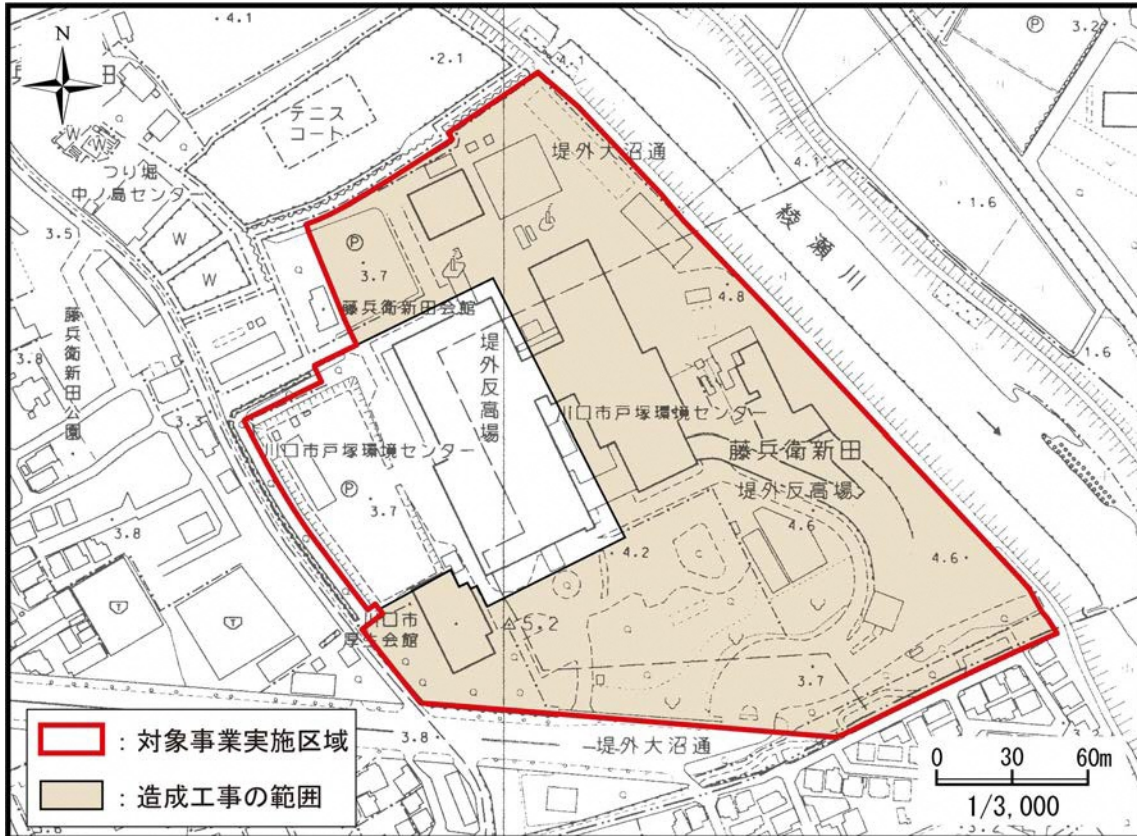 4.1
3.2
N
P
田
2.1
4.1
テニス
コート
堤外大沼通
4.1
W
W
つり堀
中ノ島センター
1.6
綾瀬川
3.5
W
P
W
3.7
4.8
藤兵衛新田会館
堤外反高場
1.6
3.8
藤兵衛新田公園
川口市戸塚環境センター
川口市戸塚環境センター
藤兵衛新田
P
堤外反高場
3.7
3.8
4.6
4.2
4.6
T
T
川口市
厚生会館
5.2
3.7
対象事業実施区域
3.8
堤外大沼通
造成工事の範囲
0 30 60m
1/3,000